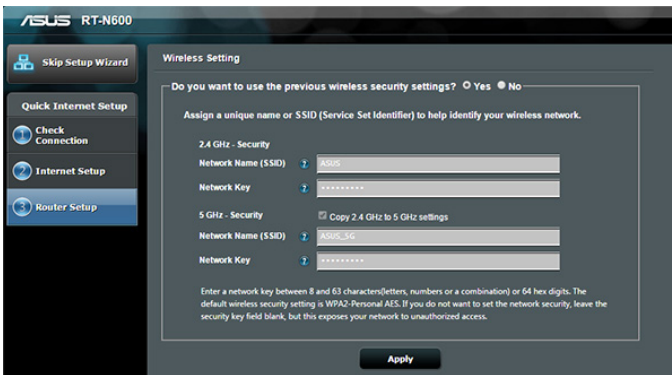 ASUS RT-N600
Skip Setup Wizard
Quick Internet Setup
1 Check
Connection
2 Internet Setup
3 Router Setup
Wireless Setting
Do you want to use the previous wireless security settings? Yes No
Assign a unique name or SSID (Service Set Identifier) to help identify your wireless network.
2.4 GHz - Security
Network Name (SSID) ? ASUS
Network Key ? ·········
5 GHz - Security Copy 2.4 GHz to 5 GHz settings
Network Name (SSID) ? ASUS_5G
Network Key ? ·········
Enter a network key between 8 and 63 characters(letters, numbers or a combination) or 64 hex digits. The
default wireless security setting is WPA2-Personal AES. If you do not want to set the network security, leave the
security key field blank, but this exposes your network to unauthorized access.
Apply